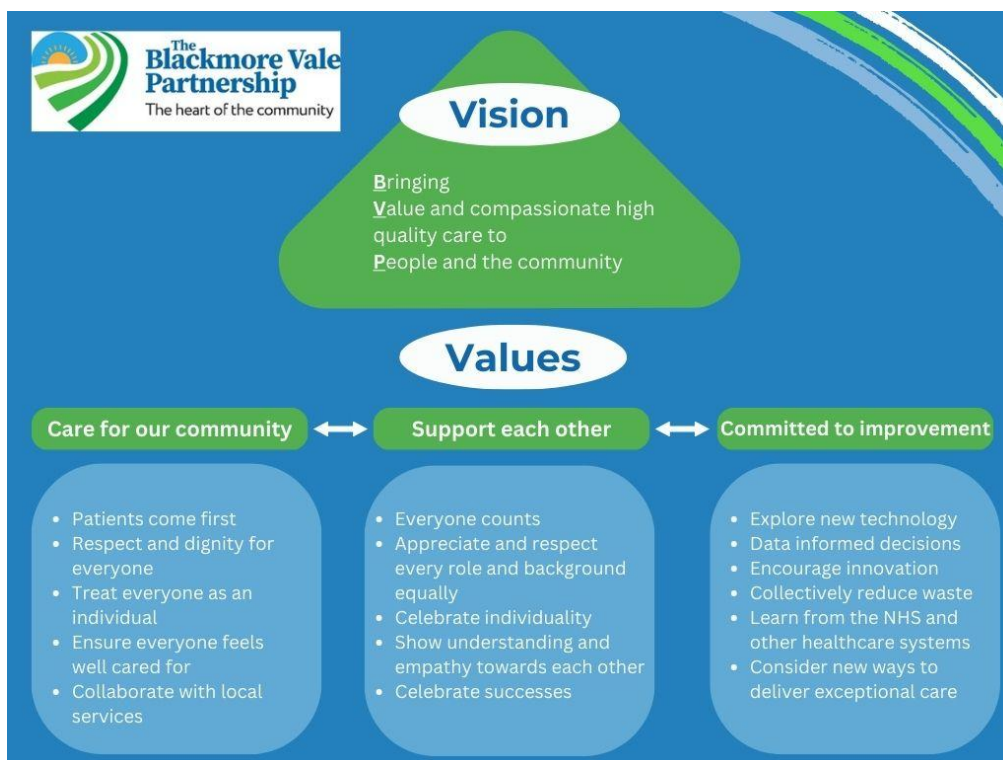 The
Blackmore Vale
Partnership
The heart of the community
Vision
Bringing
Value and compassionate high
quality care to
People and the community
Values
Care for our community
Support each other
Committed to improvement
• Patients come first
• Respect and dignity for
everyone
• Treat everyone as an
individual
• Ensure everyone feels
well cared for
• Collaborate with local
services
• Everyone counts
• Appreciate and respect
every role and background
equally
• Celebrate individuality
• Show understanding and
empathy towards each other
• Celebrate successes
• Explore new technology
• Data informed decisions
• Encourage innovation
• Collectively reduce waste
• Learn from the NHS and
other healthcare systems
• Consider new ways to
deliver exceptional care